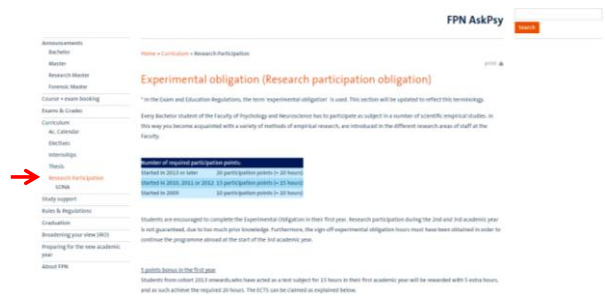 FPN AskPsy
Search
Announcements
Bachelor
Master
Research Master
Forensic Master
Course + exam booking
Exams & Grades
Curriculum
Ac. Calendar
Electives
Internships
Thesis
Research Participation
SONA
Study support
Rules & Regulations
Graduation
Broadening your view (IRO)
Preparing for the new academic
year
About FPN
Home » Curriculum » Research Participation
print
Experimental obligation (Research participation obligation)
* In the Exam and Education Regulations, the term 'experimental obligation' is used. This section will be updated to reflect this terminology.
Every Bachelor student of the Faculty of Psychology and Neuroscience has to participate as subject in a number of scientific empirical studies. In
this way you become acquainted with a variety of methods of empirical research, are introduced in the different research areas of staff at the
Faculty.
Number of required participation points:
Started in 2013 or later 20 participation points (= 20 hours)
Started in 2010, 2011 or 2012 15 participation points (= 15 hours)
Started in 2009 10 participation points (= 10 hours)
Students are encouraged to complete the Experimental Obligation in their first year. Research participation during the 2nd and 3rd academic year
is not guaranteed, due to too much prior knowledge. Furthermore, the sign-off experimental obligation hours must have been obtained in order to
continue the programme abroad at the start of the 3rd academic year.
5 points bonus in the first year
Students from cohort 2013 onwards,who have acted as a test subject for 15 hours in their first academic year will be rewarded with 5 extra hours,
and as such achieve the required 20 hours. The ECTS can be claimed as explained below.